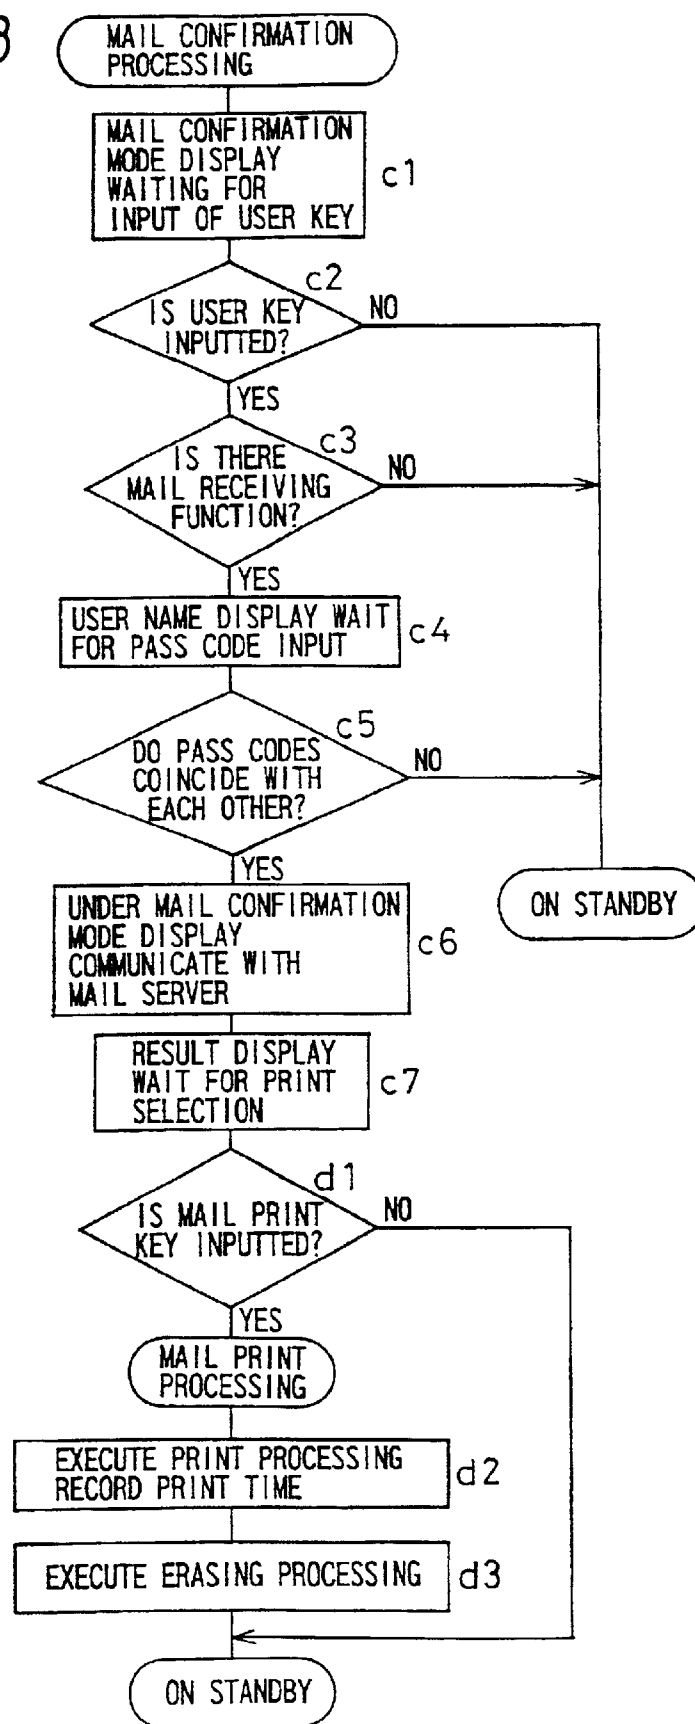 MAIL CONFIRMATION
PROCESSING
MAIL CONFIRMATION
MODE DISPLAY
WAITING FOR
INPUT OF USER KEY
c1
c2
IS USER KEY
INPUTTED?
NO
YES
c3
IS THERE
MAIL RECEIVING
FUNCTION?
NO
YES
USER NAME DISPLAY WAIT
FOR PASS CODE INPUT
c4
c5
DO PASS CODES
COINCIDE WITH
EACH OTHER?
NO
YES
ON STANDBY
UNDER MAIL CONFIRMATION
MODE DISPLAY
COMMUNICATE WITH
MAIL SERVER
c6
RESULT DISPLAY
WAIT FOR PRINT
SELECTION
c7
d1
IS MAIL PRINT
KEY INPUTTED?
NO
YES
MAIL PRINT
PROCESSING
EXECUTE PRINT PROCESSING
RECORD PRINT TIME
d2
EXECUTE ERASING PROCESSING
d3
ON STANDBY